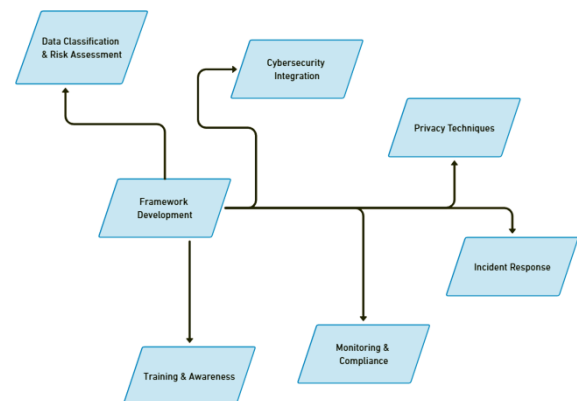 Data Classification
& Risk Assessment
Cybersecurity
Integration
Privacy Techniques
Framework
Development
Incident Response
Monitoring &
Compliance
Training & Awareness